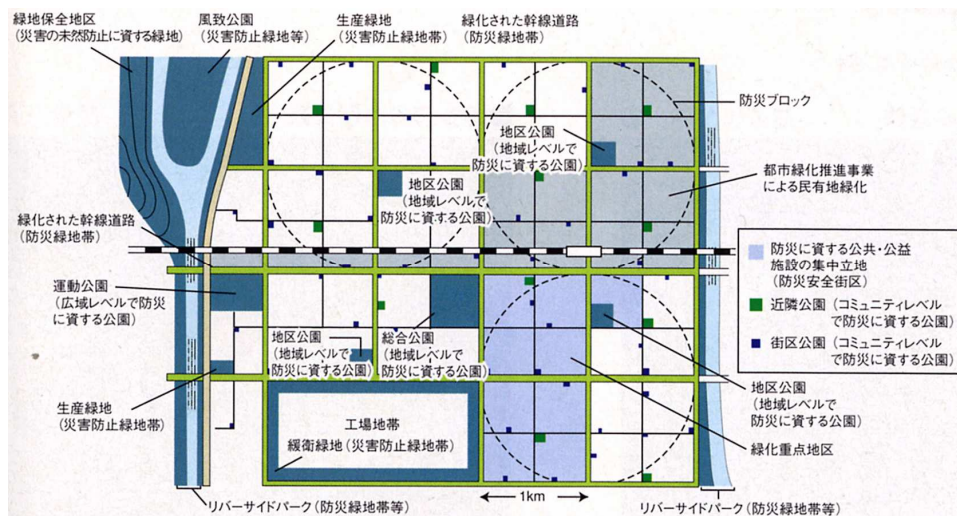 緑地保全地区
(災害の未然防止に資する緑地)
風致公園
(災害防止緑地等)
生産緑地
(災害防止緑地帯)
緑化された幹線道路
(防災緑地帯)
防災ブロック
地区公園
(地域レベルで
防災に資する公園)
都市緑化推進事業
による民有地緑化
地区公園
(地域レベルで
防災に資する公園)
緑化された幹線道路
(防災緑地帯)
防災に資する公共・公益
施設の集中立地
(防災安全街区)
近隣公園(コミュニティレベル
で防災に資する公園)
街区公園(コミュニティレベル
で防災に資する公園)
運動公園
(広域レベルで防災
に資する公園)
地区公園
(地域レベルで
防災に資する公園)
総合公園
(地域レベルで
防災に資する公園)
地区公園
(地域レベルで
防災に資する公園)
生産緑地
(災害防止緑地帯)
工場地帯
緩衛緑地(災害防止緑地帯)
緑化重点地区
1km
リバーサイドパーク(防災緑地帯等)
リバーサイドパーク(防災緑地帯等)